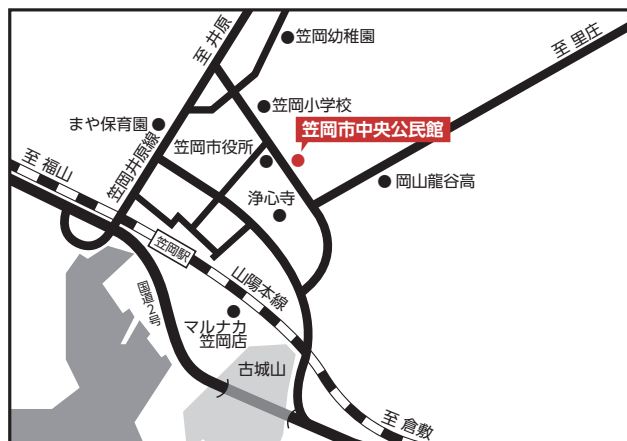 笠岡幼稚園
至 井原
至 里庄
笠岡小学校
まや保育園
笠岡市中央公民館
笠岡市役所
至 福山
笠岡井原線
岡山龍谷高
浄心寺
笠岡駅
山陽本線
国道2号
マルナカ
笠岡店
古城山
至 倉敷